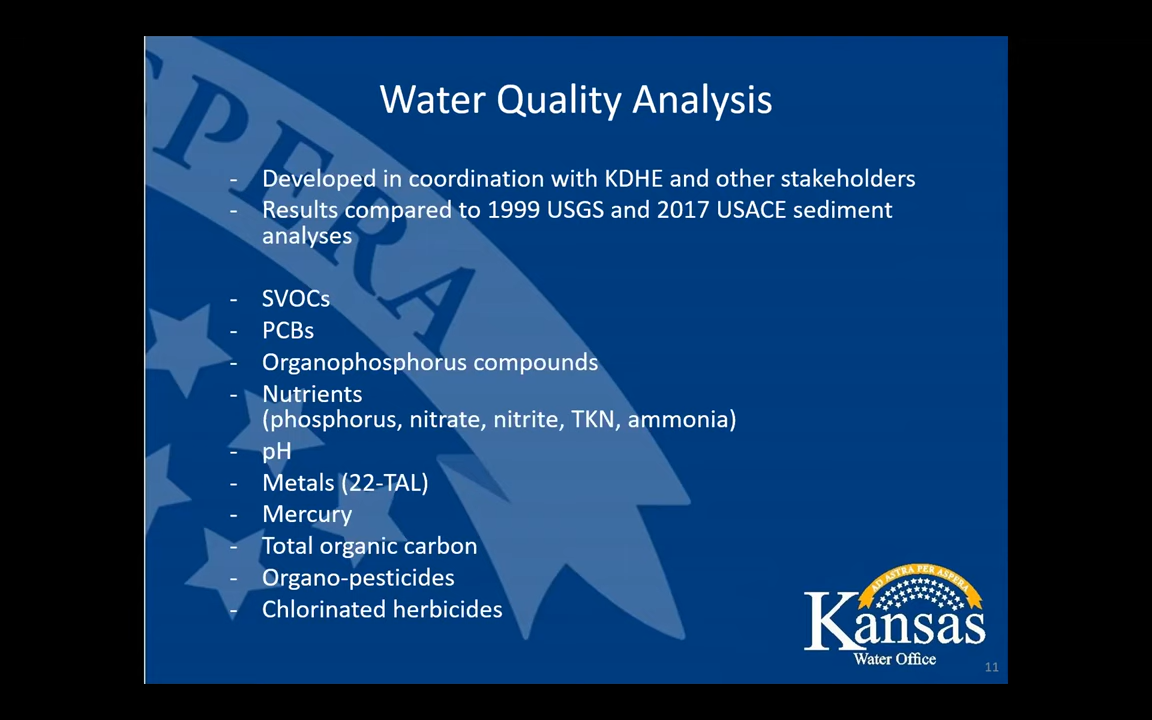 SPERA
Water Quality Analysis
- Developed in coordination with KDHE and other stakeholders
- Results compared to 1999 USGS and 2017 USACE sediment
analyses
- SVOCs
- PCBs
- Organophosphorus compounds
- Nutrients
(phosphorus, nitrate, nitrite, TKN, ammonia)
- pH
- Metals (22-TAL)
- Mercury
- Total organic carbon
- Organo-pesticides
- Chlorinated herbicides
AD ASTRA PER ASPERA
Kansas
Water Office
11